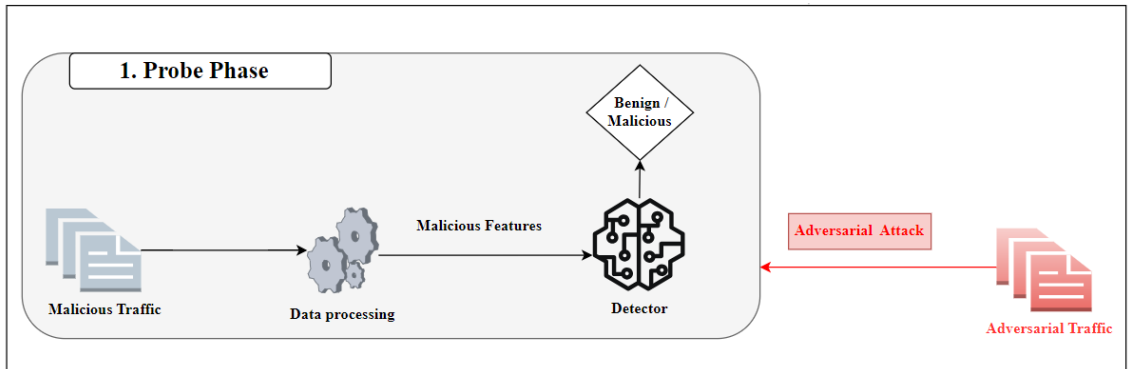 1. Probe Phase
Benign /
Malicious
Malicious Features
Adversarial Attack
Malicious Traffic
Data processing
Detector
Adversarial Traffic